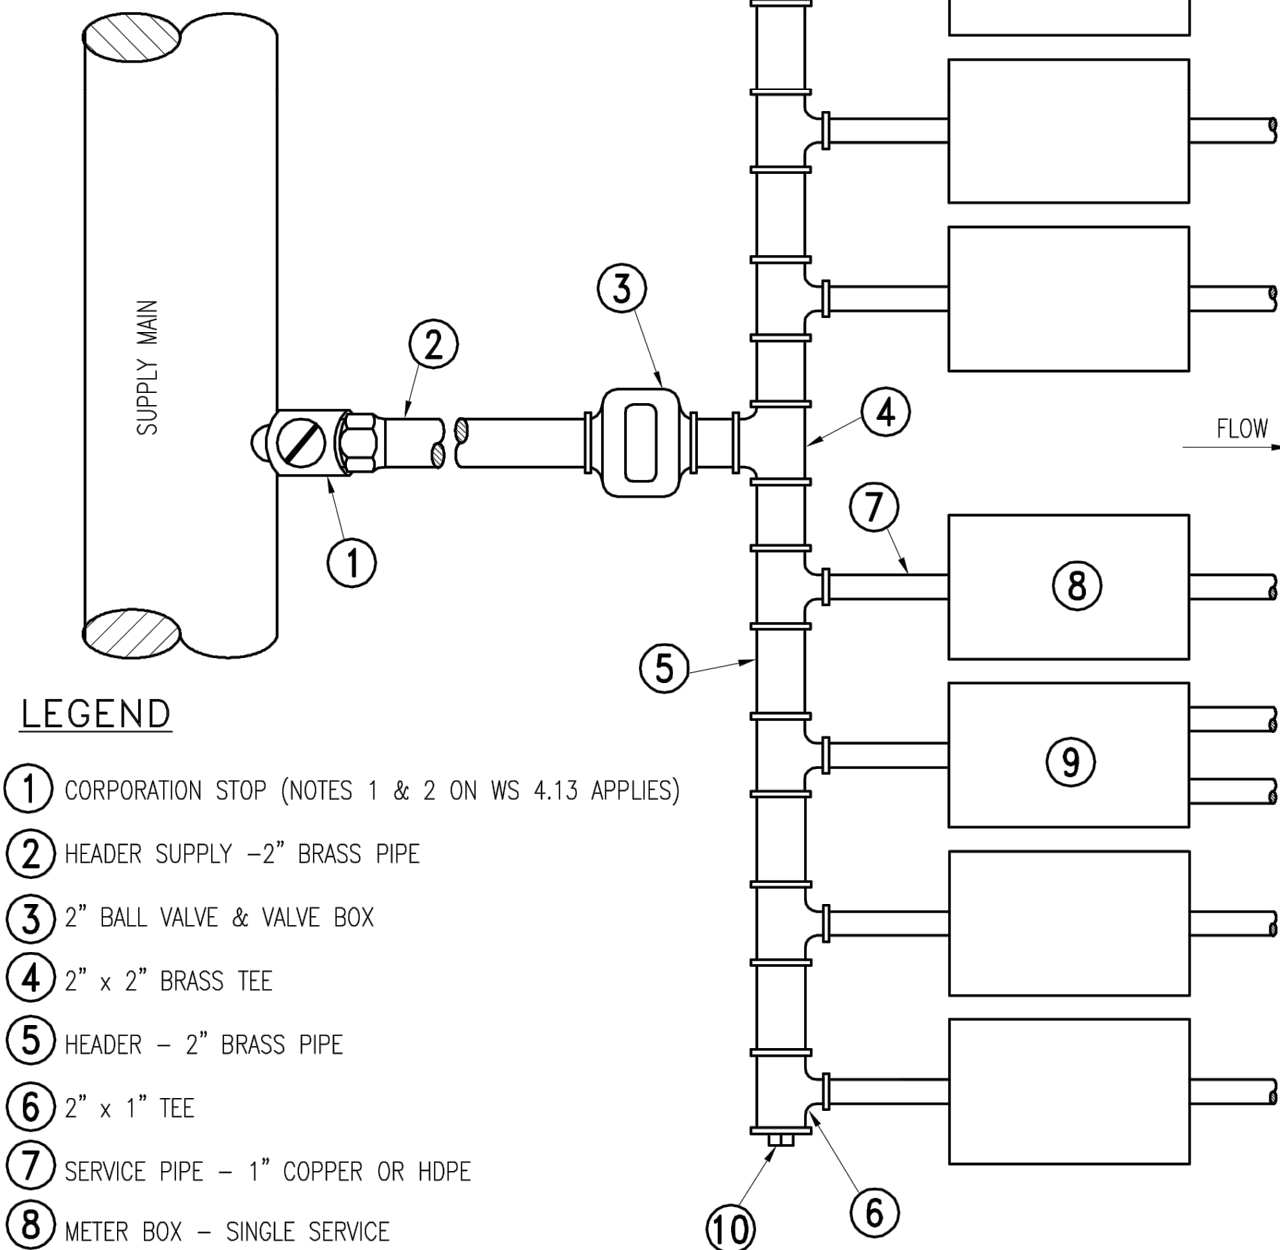 SUPPLY MAIN
3
2
4
FLOW
7
1
8
5
9
10
6
LEGEND
1 CORPORATION STOP (NOTES 1 & 2 ON WS 4.13 APPLIES)
2 HEADER SUPPLY –2" BRASS PIPE
3 2" BALL VALVE & VALVE BOX
4 2" x 2" BRASS TEE
5 HEADER – 2" BRASS PIPE
6 2" x 1" TEE
7 SERVICE PIPE – 1" COPPER OR HDPE
8 METER BOX – SINGLE SERVICE